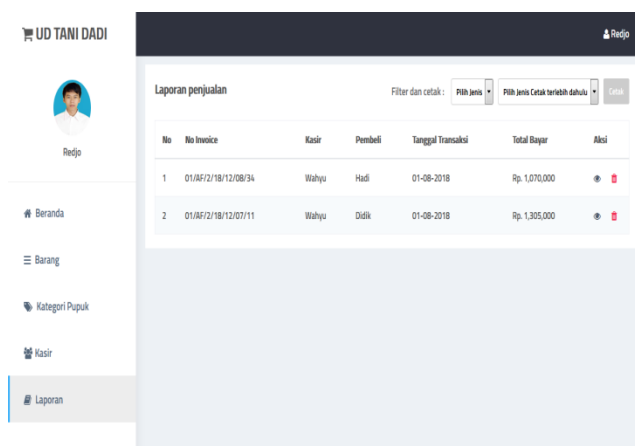 UD TANI DADI
Redjo
Redjo
Beranda
Barang
Kategori Pupuk
Kasir
Laporan
Laporan penjualan
Filter dan cetak : Pilih Jenis Pilih Jenis Cetak terlebih dahulu Cetak
No No Invoice Kasir Pembeli Tanggal Transaksi Total Bayar Aksi
1 01/AF/2/18/12/08/34 Wahyu Hadi 01-08-2018 Rp. 1,070,000
2 01/AF/2/18/12/07/11 Wahyu Didik 01-08-2018 Rp. 1,305,000